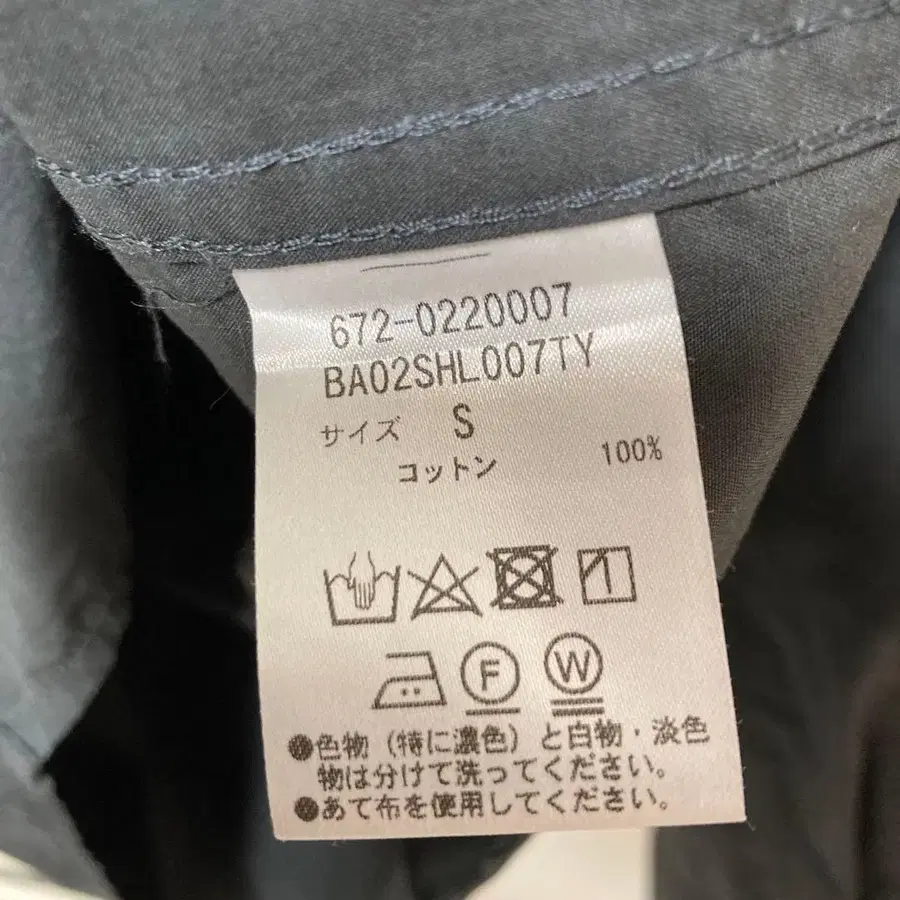 672-0220007
BA02SHL007TY
サイズ S
コットン 100%
F W
●色物（特に濃色）と白物・淡色
物は分けて洗ってください。
●あて布を使用してください。